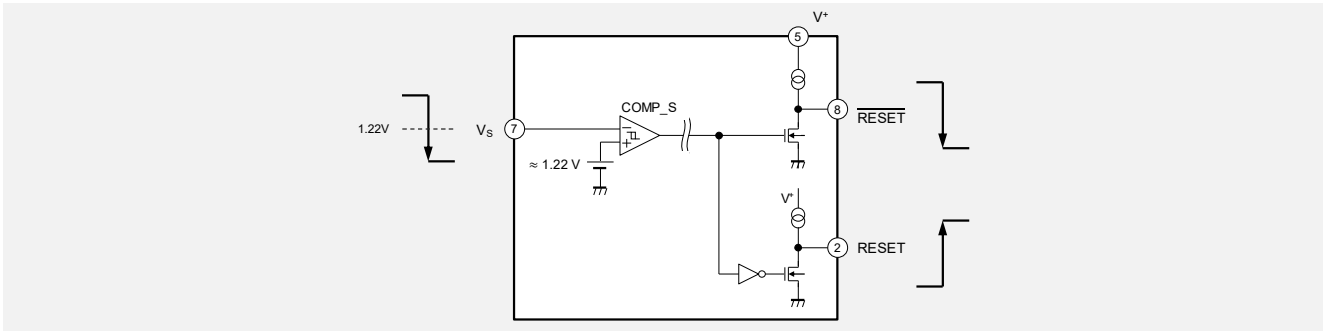 V⁺
5
COMP_S
8
RESET
1.22V
Vₛ
7
−
+
≈ 1.22 V
V⁺
2
RESET